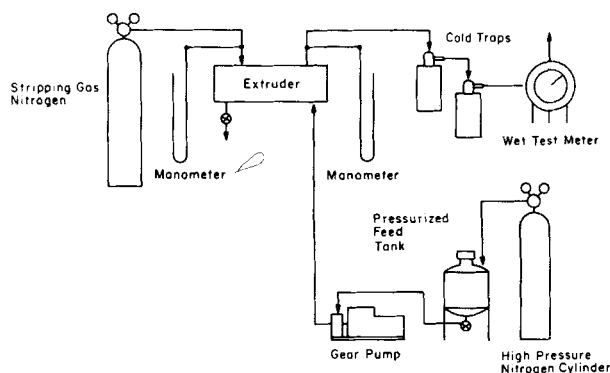 Cold Traps
Stripping Gas
Nitrogen
Extruder
Wet Test Meter
Manometer
Manometer
Pressurized
Feed
Tank
Gear Pump
High Pressure
Nitrogen Cylinder